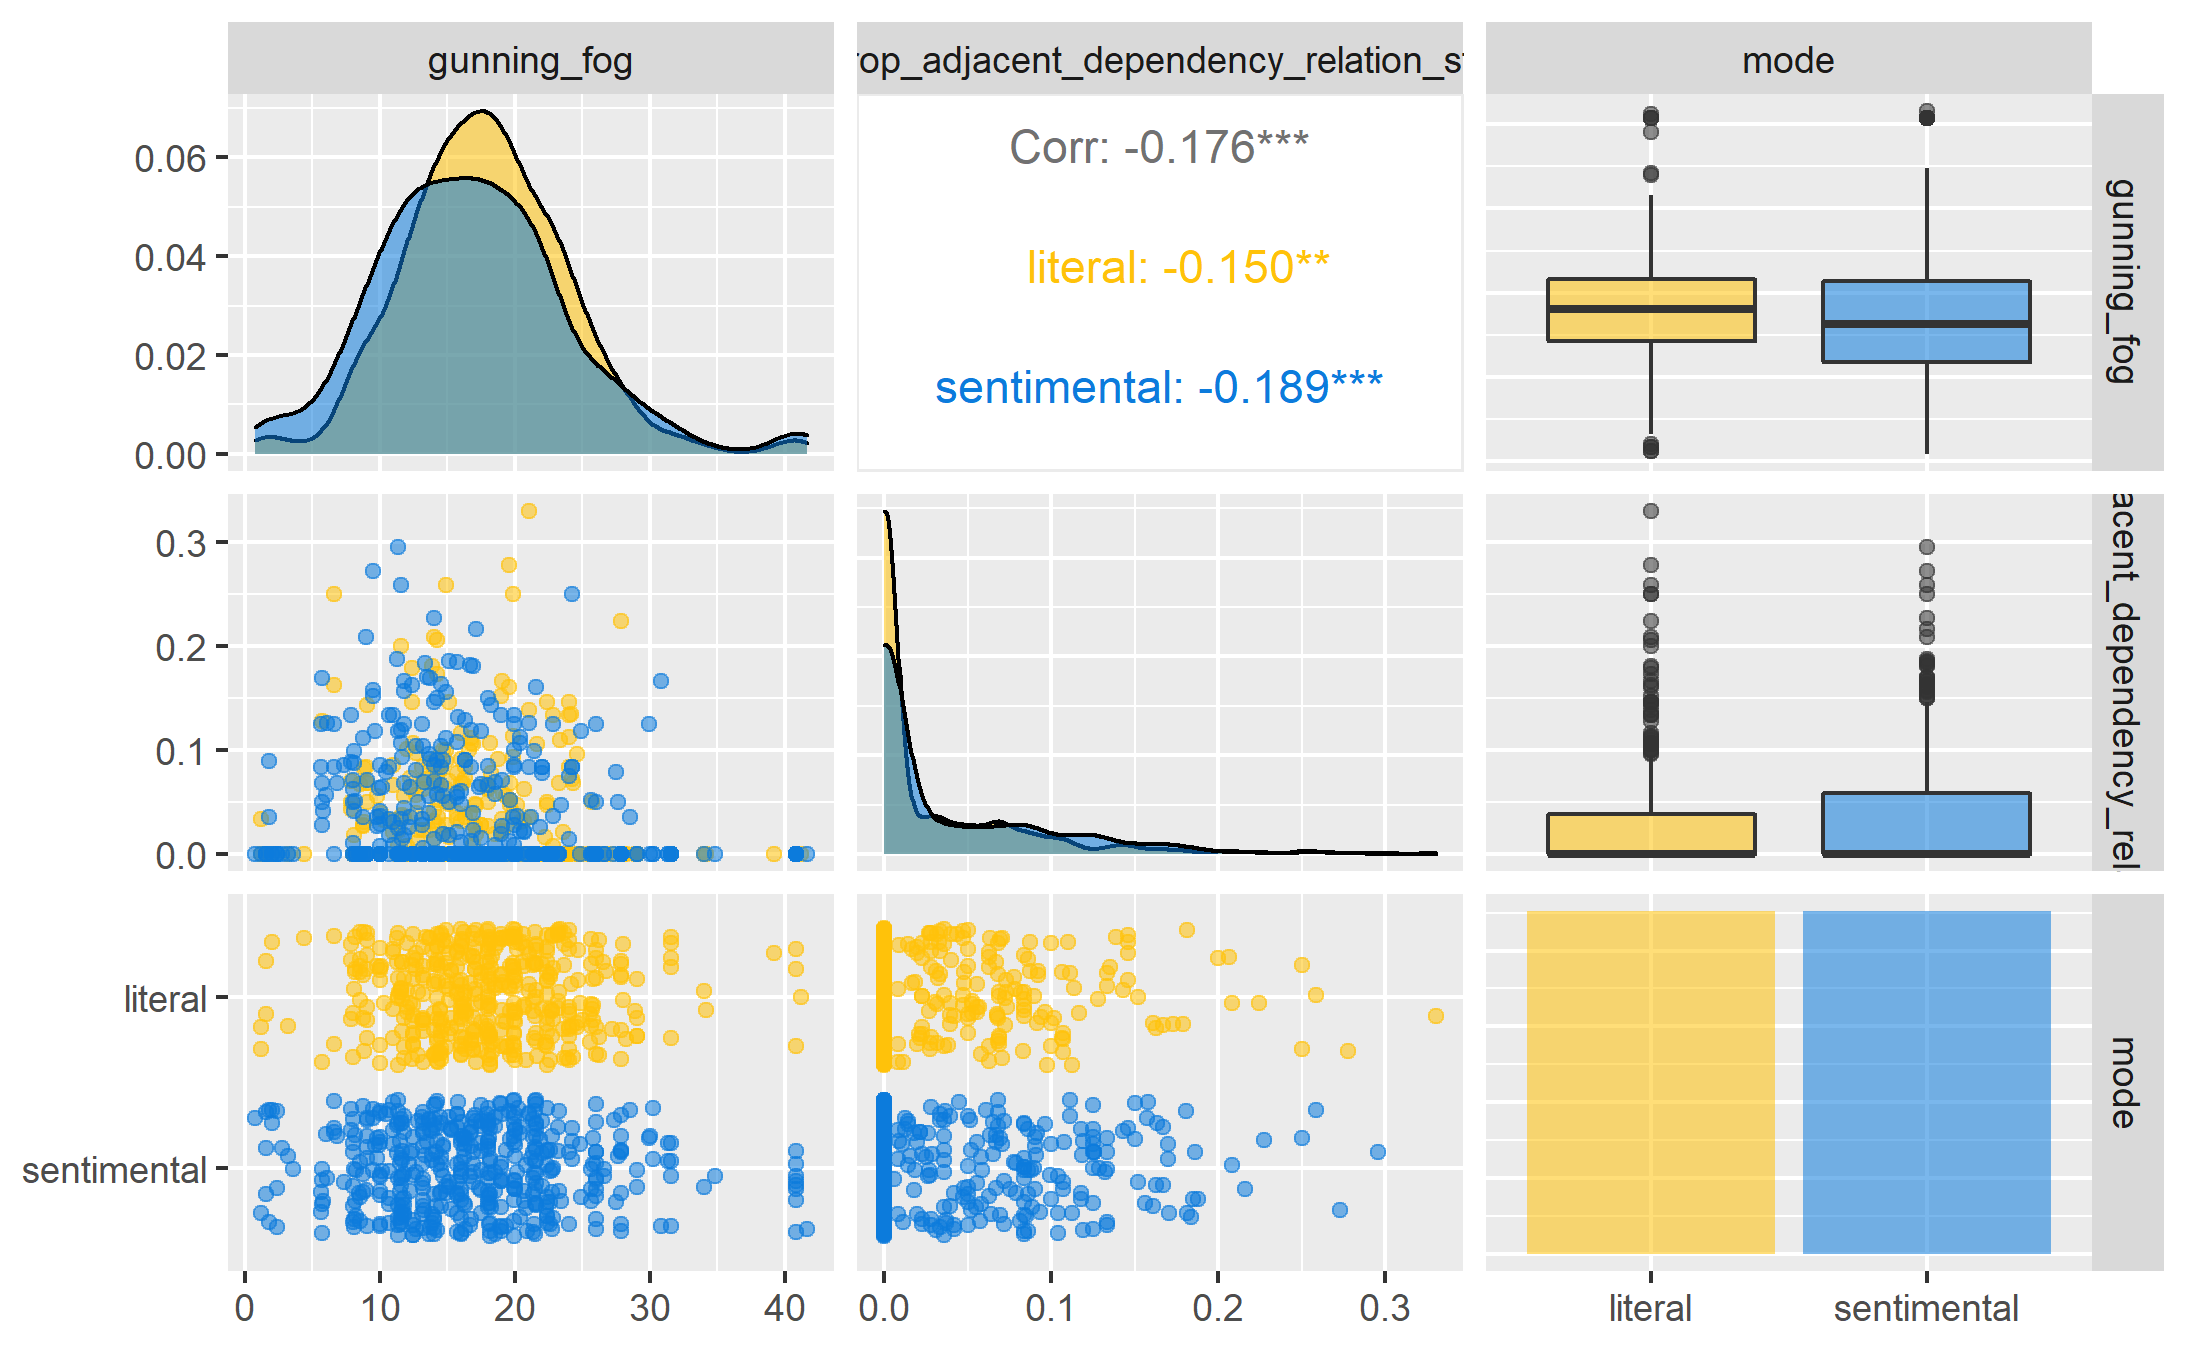 gunning_fog
rop_adjacent_dependency_relation_s
mode
0.06
0.04
0.02
0.00
Corr: -0.176***
literal: -0.150**
sentimental: -0.189***
gunning_fog
0.3
0.2
0.1
0.0
acent_dependency_rel
literal
sentimental
mode
0 10 20 30 40
0.0 0.1 0.2 0.3
literal sentimental